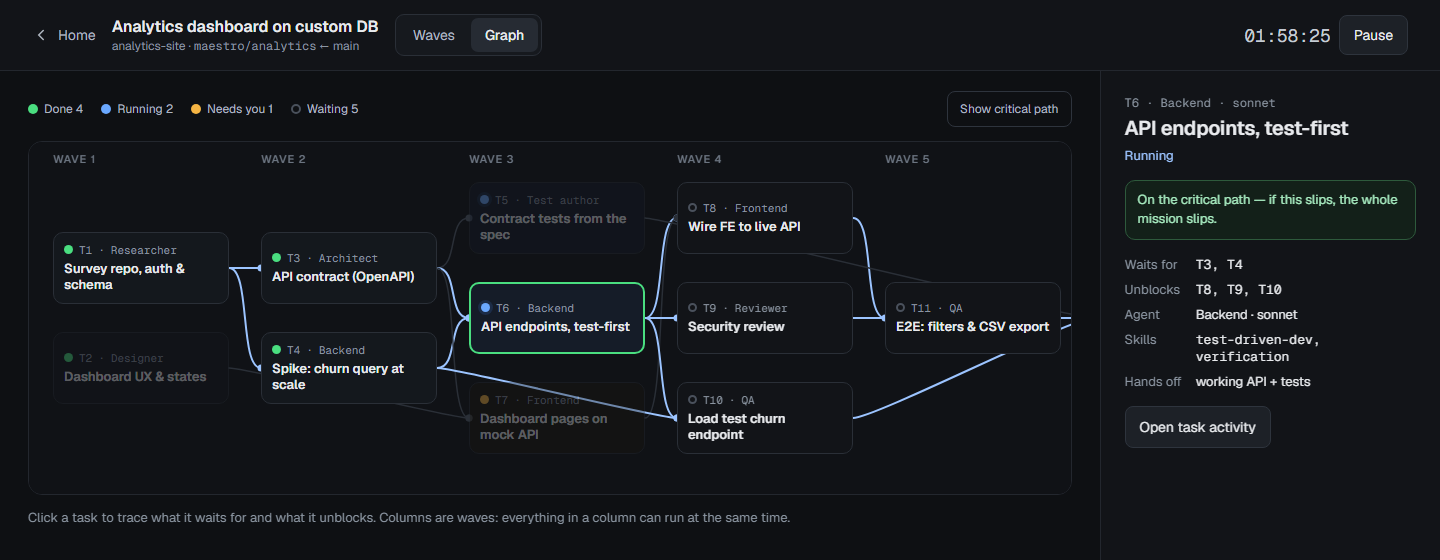 Home
Analytics dashboard on custom DB
analytics-site · maestro/analytics ← main
Waves
Graph
01:58:25
Pause
Done 4
Running 2
Needs you 1
Waiting 5
Show critical path
WAVE 1
WAVE 2
WAVE 3
WAVE 4
WAVE 5
T1 · Researcher
Survey repo, auth &
schema
T2 · Designer
Dashboard UX & states
T3 · Architect
API contract (OpenAPI)
T4 · Backend
Spike: churn query at
scale
T5 · Test author
Contract tests from the
spec
T6 · Backend
API endpoints, test-first
T7 · Frontend
Dashboard pages on
mock API
T8 · Frontend
Wire FE to live API
T9 · Reviewer
Security review
T10 · QA
Load test churn
endpoint
T11 · QA
E2E: filters & CSV export
Click a task to trace what it waits for and what it unblocks. Columns are waves: everything in a column can run at the same time.
T6 · Backend · sonnet
API endpoints, test-first
Running
On the critical path — if this slips, the whole
mission slips.
Waits for T3, T4
Unblocks T8, T9, T10
Agent Backend · sonnet
Skills test-driven-dev,
verification
Hands off working API + tests
Open task activity